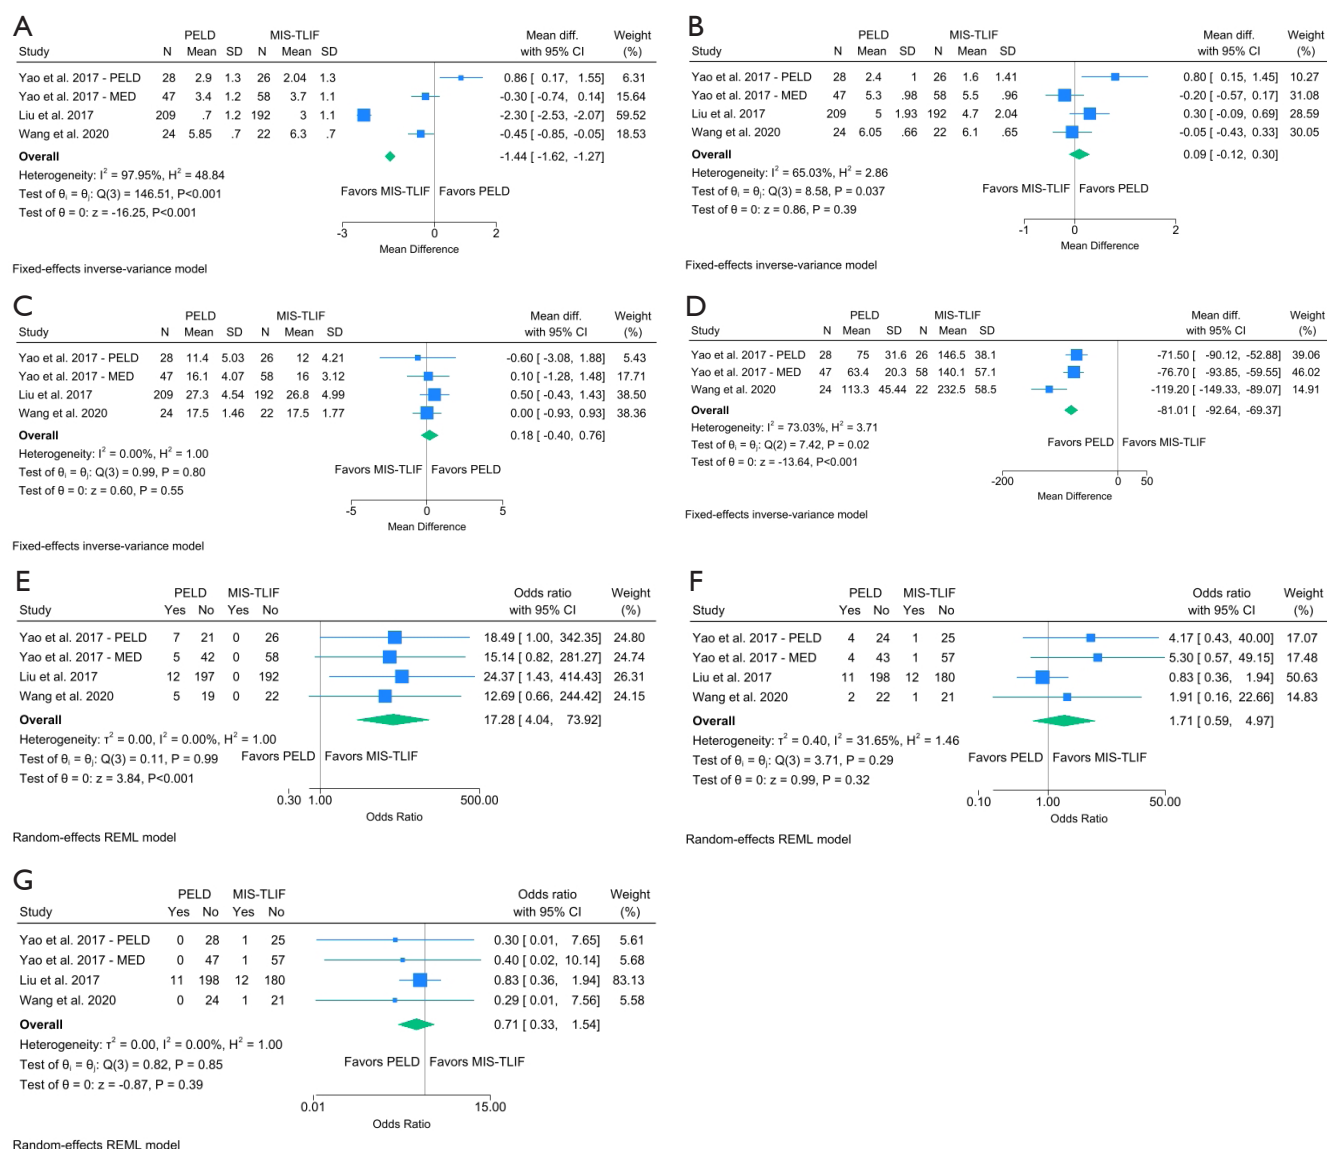 A
PELD MIS-TLIF Mean diff. Weight
Study N Mean SD N Mean SD with 95% CI (%)
Yao et al. 2017 - PELD 28 2.9 1.3 26 2.04 1.3 0.86 [ 0.17, 1.55] 6.31
Yao et al. 2017 - MED 47 3.4 1.2 58 3.7 1.1 -0.30 [ -0.74, 0.14] 15.64
Liu et al. 2017 209 .7 1.2 192 3 1.1 -2.30 [ -2.53, -2.07] 59.52
Wang et al. 2020 24 5.85 .7 22 6.3 .7 -0.45 [ -0.85, -0.05] 18.53
Overall -1.44 [ -1.62, -1.27]
Heterogeneity: I² = 97.95%, H² = 48.84
Test of θi = θj: Q(3) = 146.51, P<0.001
Favors MIS-TLIF Favors PELD
Test of θ = 0: z = -16.25, P<0.001
-3 0 2
Mean Difference
Fixed-effects inverse-variance model
B
PELD MIS-TLIF Mean diff. Weight
Study N Mean SD N Mean SD with 95% CI (%)
Yao et al. 2017 - PELD 28 2.4 1 26 1.6 1.41 0.80 [ 0.15, 1.45] 10.27
Yao et al. 2017 - MED 47 5.3 .98 58 5.5 .96 -0.20 [ -0.57, 0.17] 31.08
Liu et al. 2017 209 5 1.93 192 4.7 2.04 0.30 [ -0.09, 0.69] 28.59
Wang et al. 2020 24 6.05 .66 22 6.1 .65 -0.05 [ -0.43, 0.33] 30.05
Overall 0.09 [ -0.12, 0.30]
Heterogeneity: I² = 65.03%, H² = 2.86
Favors MIS-TLIF Favors PELD
Test of θi = θj: Q(3) = 8.58, P = 0.037
Test of θ = 0: z = 0.86, P = 0.39
-1 0 2
Mean Difference
Fixed-effects inverse-variance model
C
PELD MIS-TLIF Mean diff. Weight
Study N Mean SD N Mean SD with 95% CI (%)
Yao et al. 2017 - PELD 28 11.4 5.03 26 12 4.21 -0.60 [ -3.08, 1.88] 5.43
Yao et al. 2017 - MED 47 16.1 4.07 58 16 3.12 0.10 [ -1.28, 1.48] 17.71
Liu et al. 2017 209 27.3 4.54 192 26.8 4.99 0.50 [ -0.43, 1.43] 38.50
Wang et al. 2020 24 17.5 1.46 22 17.5 1.77 0.00 [ -0.93, 0.93] 38.36
Overall 0.18 [ -0.40, 0.76]
Heterogeneity: I² = 0.00%, H² = 1.00
Favors MIS-TLIF Favors PELD
Test of θi = θj: Q(3) = 0.99, P = 0.80
Test of θ = 0: z = 0.60, P = 0.55
-5 0 5
Mean Difference
Fixed-effects inverse-variance model
D
PELD MIS-TLIF Mean diff. Weight
Study N Mean SD N Mean SD with 95% CI (%)
Yao et al. 2017 - PELD 28 75 31.6 26 146.5 38.1 -71.50 [ -90.12, -52.88] 39.06
Yao et al. 2017 - MED 47 63.4 20.3 58 140.1 57.1 -76.70 [ -93.85, -59.55] 46.02
Wang et al. 2020 24 113.3 45.44 22 232.5 58.5 -119.20 [ -149.33, -89.07] 14.91
Overall -81.01 [ -92.64, -69.37]
Heterogeneity: I² = 73.03%, H² = 3.71
Favors PELD Favors MIS-TLIF
Test of θi = θj: Q(2) = 7.42, P = 0.02
Test of θ = 0: z = -13.64, P<0.001
-200 0 50
Mean Difference
Fixed-effects inverse-variance model
E
PELD MIS-TLIF Odds ratio Weight
Study Yes No Yes No with 95% CI (%)
Yao et al. 2017 - PELD 7 21 0 26 18.49 [ 1.00, 342.35] 24.80
Yao et al. 2017 - MED 5 42 0 58 15.14 [ 0.82, 281.27] 24.74
Liu et al. 2017 12 197 0 192 24.37 [ 1.43, 414.43] 26.31
Wang et al. 2020 5 19 0 22 12.69 [ 0.66, 244.42] 24.15
Overall 17.28 [ 4.04, 73.92]
Heterogeneity: τ² = 0.00, I² = 0.00%, H² = 1.00
Favors PELD Favors MIS-TLIF
Test of θi = θj: Q(3) = 0.11, P = 0.99
Test of θ = 0: z = 3.84, P<0.001
0.30 1.00 500.00
Odds Ratio
Random-effects REML model
F
PELD MIS-TLIF Odds ratio Weight
Study Yes No Yes No with 95% CI (%)
Yao et al. 2017 - PELD 4 24 1 25 4.17 [ 0.43, 40.00] 17.07
Yao et al. 2017 - MED 4 43 1 57 5.30 [ 0.57, 49.15] 17.48
Liu et al. 2017 11 198 12 180 0.83 [ 0.36, 1.94] 50.63
Wang et al. 2020 2 22 1 21 1.91 [ 0.16, 22.66] 14.83
Overall 1.71 [ 0.59, 4.97]
Heterogeneity: τ² = 0.40, I² = 31.65%, H² = 1.46
Favors PELD Favors MIS-TLIF
Test of θi = θj: Q(3) = 3.71, P = 0.29
Test of θ = 0: z = 0.99, P = 0.32
0.10 1.00 50.00
Odds Ratio
Random-effects REML model
G
PELD MIS-TLIF Odds ratio Weight
Study Yes No Yes No with 95% CI (%)
Yao et al. 2017 - PELD 0 28 1 25 0.30 [ 0.01, 7.65] 5.61
Yao et al. 2017 - MED 0 47 1 57 0.40 [ 0.02, 10.14] 5.68
Liu et al. 2017 11 198 12 180 0.83 [ 0.36, 1.94] 83.13
Wang et al. 2020 0 24 1 21 0.29 [ 0.01, 7.56] 5.58
Overall 0.71 [ 0.33, 1.54]
Heterogeneity: τ² = 0.00, I² = 0.00%, H² = 1.00
Favors PELD Favors MIS-TLIF
Test of θi = θj: Q(3) = 0.82, P = 0.85
Test of θ = 0: z = -0.87, P = 0.39
0.01 15.00
Odds Ratio
Random-effects REML model